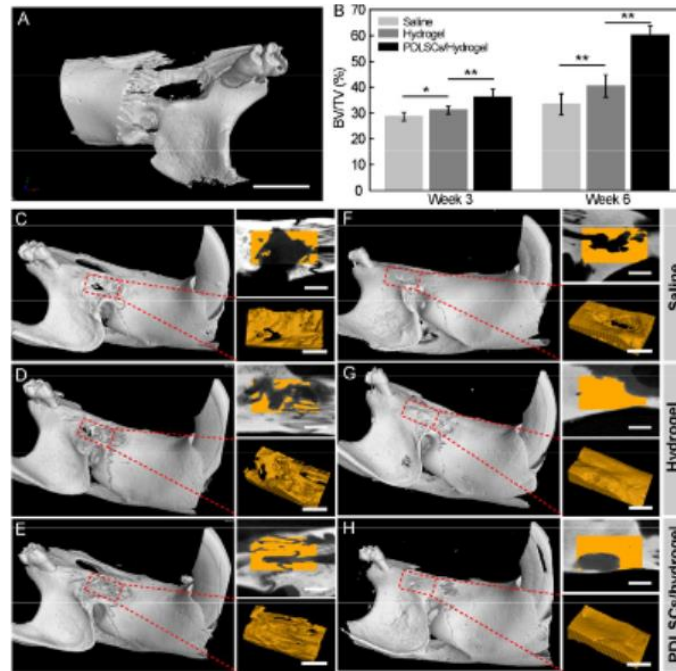 A
B
Saline
Hydrogel
PDLSCs/Hydrogel
BV/TV (%)
70
60
50
40
30
20
10
0
*
**
**
**
Week 3
Week 6
C
F
Saline
D
G
Hydrogel
E
H
PDLSCs/hydrogel